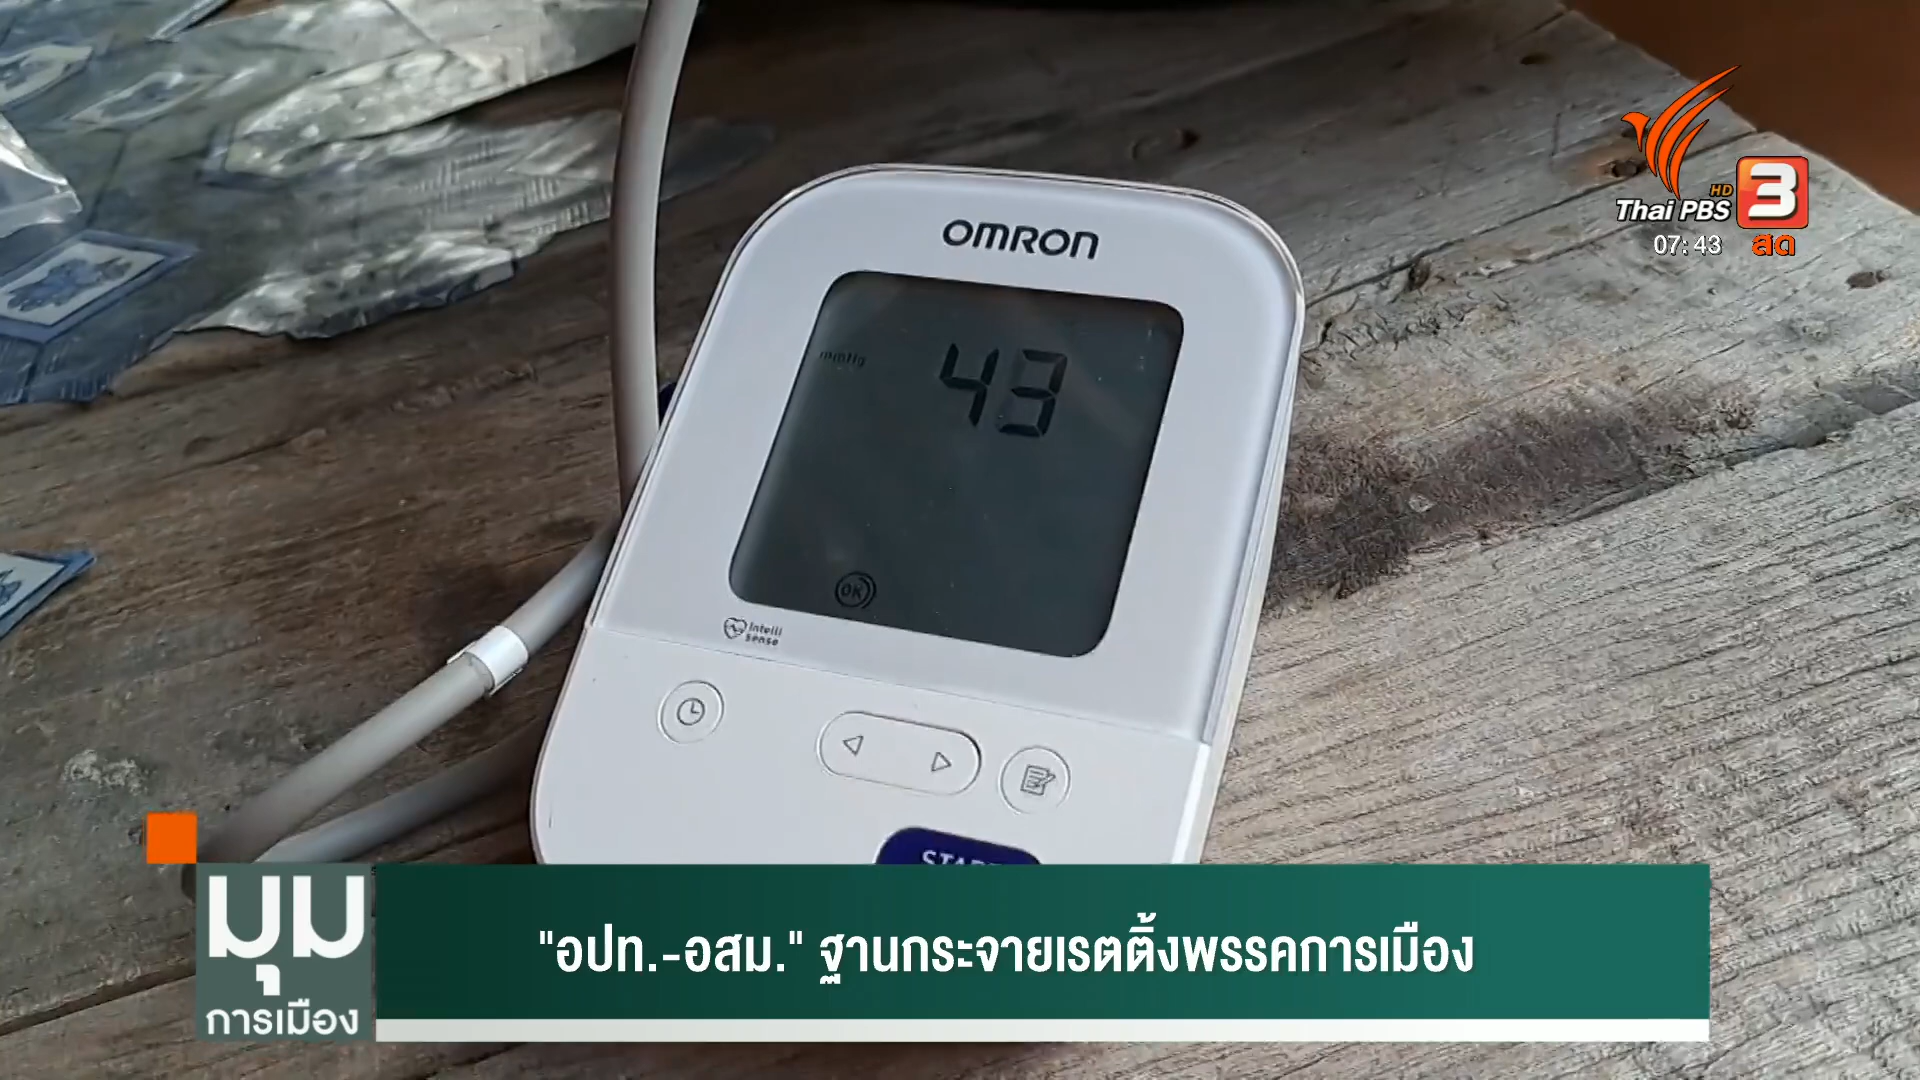 OMRON
mmHg
43
OK
Intelli
sense
HD
Thai PBS 3
07:43 สด
START
มุม
การเมือง
"อปท.-อสม." ฐานกระจายเรตติ้งพรรคการเมือง